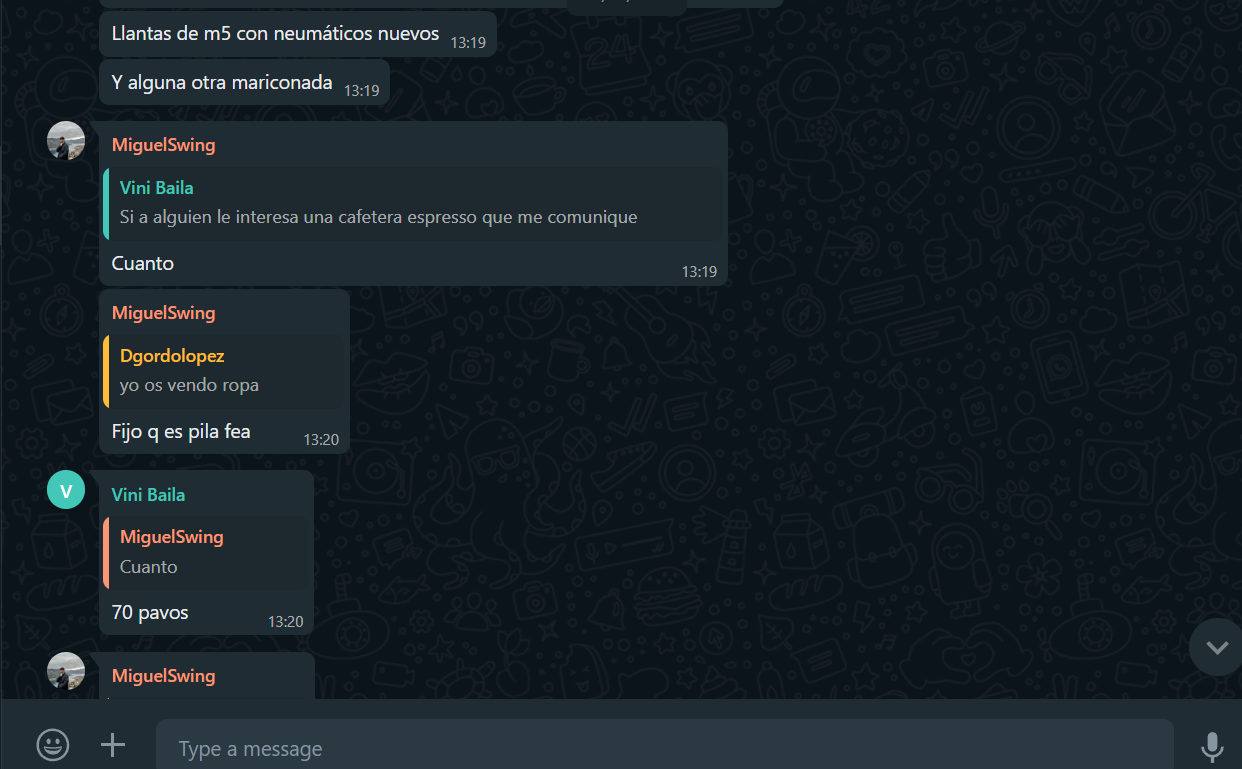 Llantas de m5 con neumáticos nuevos 13:19
Y alguna otra mariconada 13:19
MiguelSwing
Vini Baila
Si a alguien le interesa una cafetera espresso que me comunique
Cuanto 13:19
MiguelSwing
Dgordolopez
yo os vendo ropa
Fijo q es pila fea 13:20
V
Vini Baila
MiguelSwing
Cuanto
70 pavos 13:20
MiguelSwing
Type a message